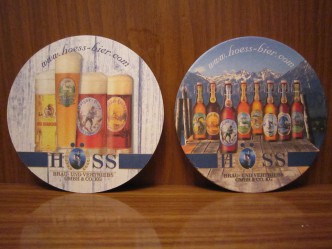 www.hoess-bier.com
HÖSS
BRAU- UND VERTRIEBS
GMBH & CO. KG
www.hoess-bier.com
HÖSS
BRAU- UND VERTRIEBS
GMBH & CO. KG